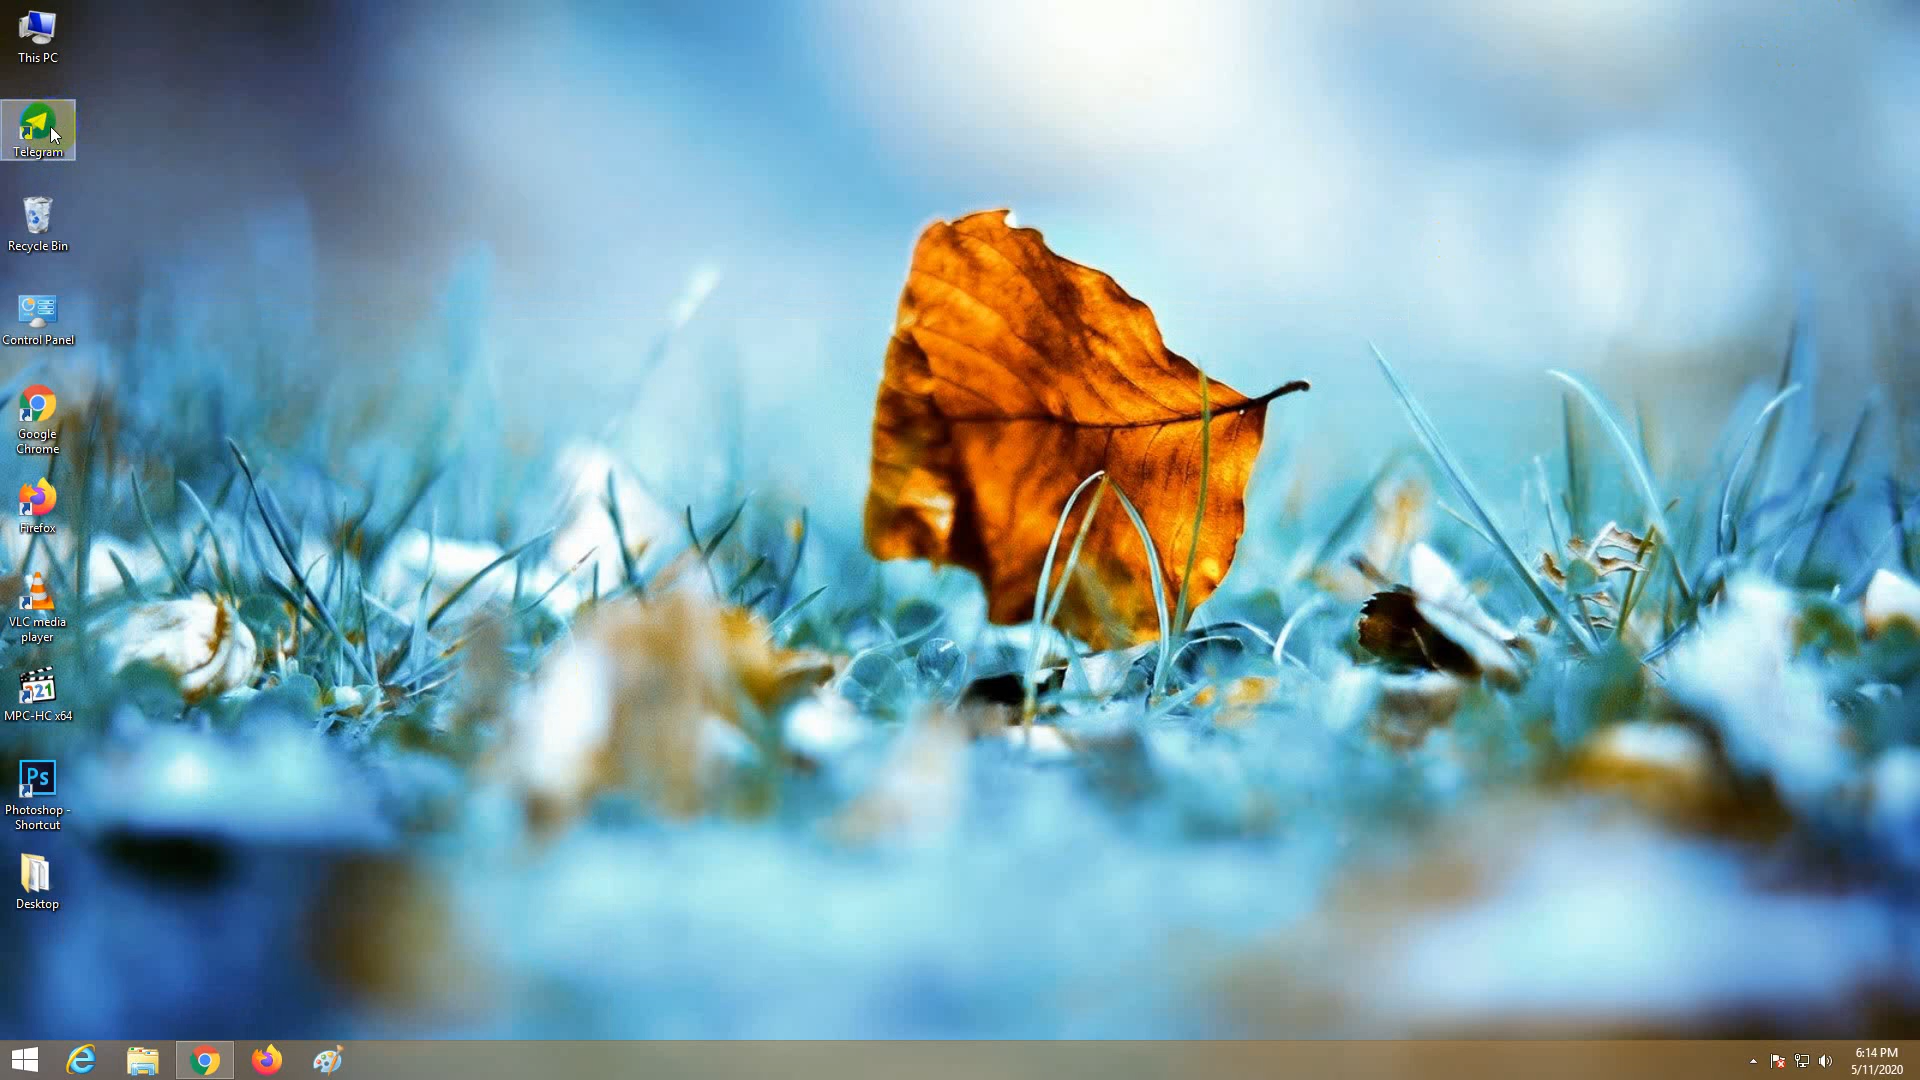 This PC
Telegram
Recycle Bin
Control Panel
Google
Chrome
Firefox
VLC media
player
21
MPC-HC x64
Ps
Photoshop -
Shortcut
Desktop
6:14 PM
5/11/2020